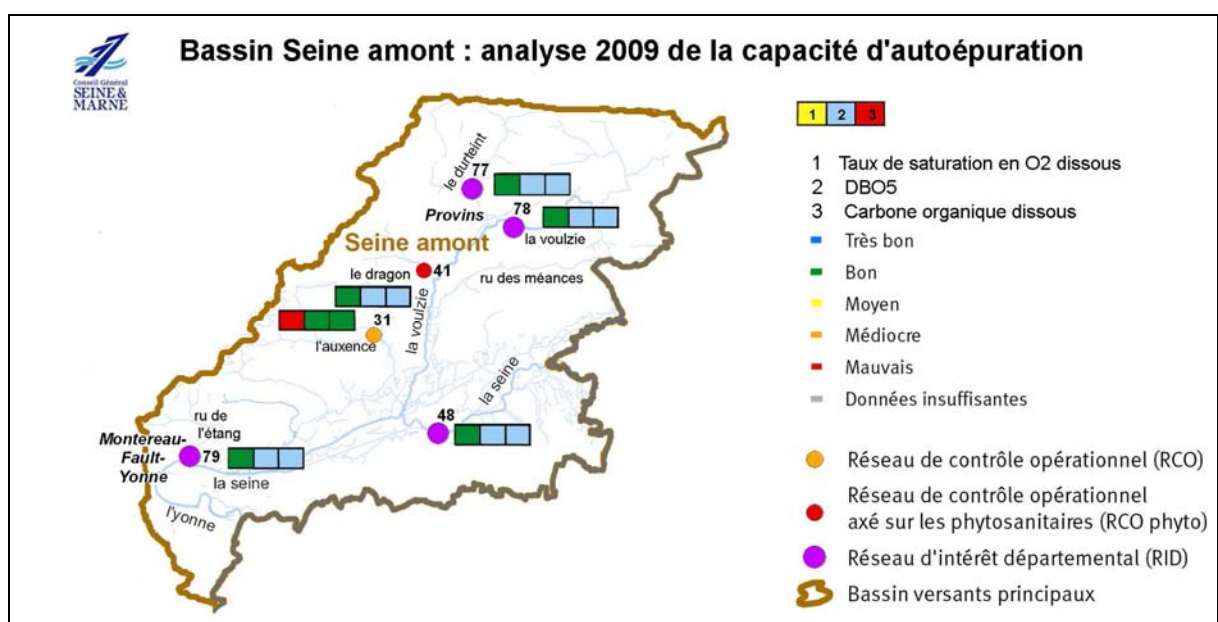 Bassin Seine amont : analyse 2009 de la capacité d'autoépuration
Conseil Général
SEINE &
MARNE
1 2 3
1 Taux de saturation en O2 dissous
2 DBO5
3 Carbone organique dissous
Très bon
Bon
Moyen
Médiocre
Mauvais
Données insuffisantes
Réseau de contrôle opérationnel (RCO)
Réseau de contrôle opérationnel
axé sur les phytosanitaires (RCO phyto)
Réseau d'intérêt départemental (RID)
Bassin versants principaux
le durteint
77
Provins
78
la voulzie
Seine amont
le dragon
41
ru des méances
31
l'auxence
la voulzie
la seine
48
ru de
l'étang
Montereau-
Fault-
Yonne
79
la seine
l'yonne